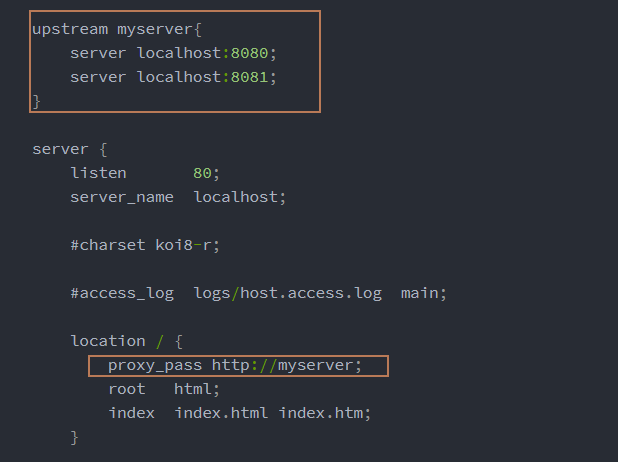 upstream myserver{
    server localhost:8080;
    server localhost:8081;
}
server {
    listen       80;
    server_name  localhost;
    #charset koi8-r;
    #access_log  logs/host.access.log  main;
    location / {
        proxy_pass http://myserver;
        root   html;
        index  index.html index.htm;
    }